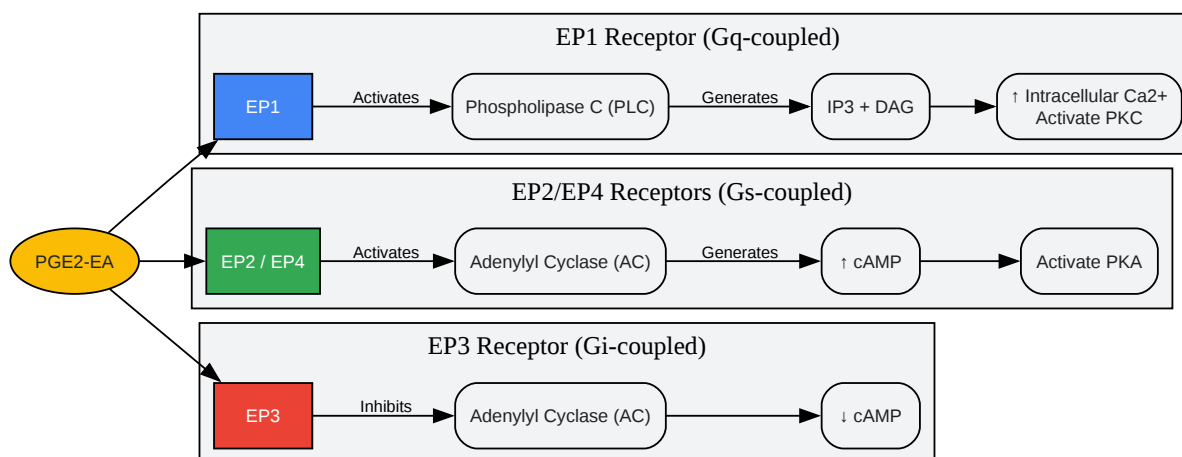 EP1 Receptor (Gq-coupled)
EP1
Activates
Phospholipase C (PLC)
Generates
IP3 + DAG
↑ Intracellular Ca2+
Activate PKC
PGE2-EA
EP2/EP4 Receptors (Gs-coupled)
EP2 / EP4
Activates
Adenylyl Cyclase (AC)
Generates
↑ cAMP
Activate PKA
EP3 Receptor (Gi-coupled)
EP3
Inhibits
Adenylyl Cyclase (AC)
↓ cAMP